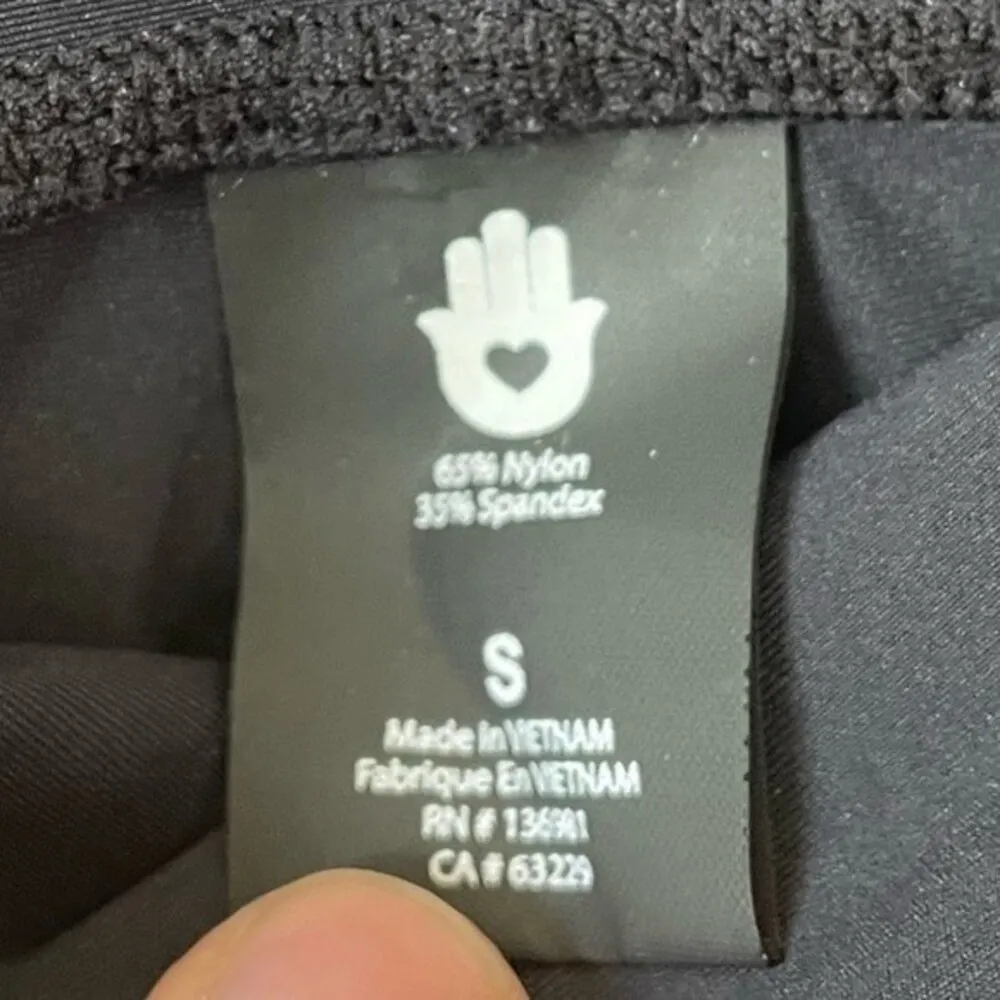 65% Nylon
35% Spandex
S
Made In VIETNAM
Fabrique En VIETNAM
RN # 136981
CA # 63229